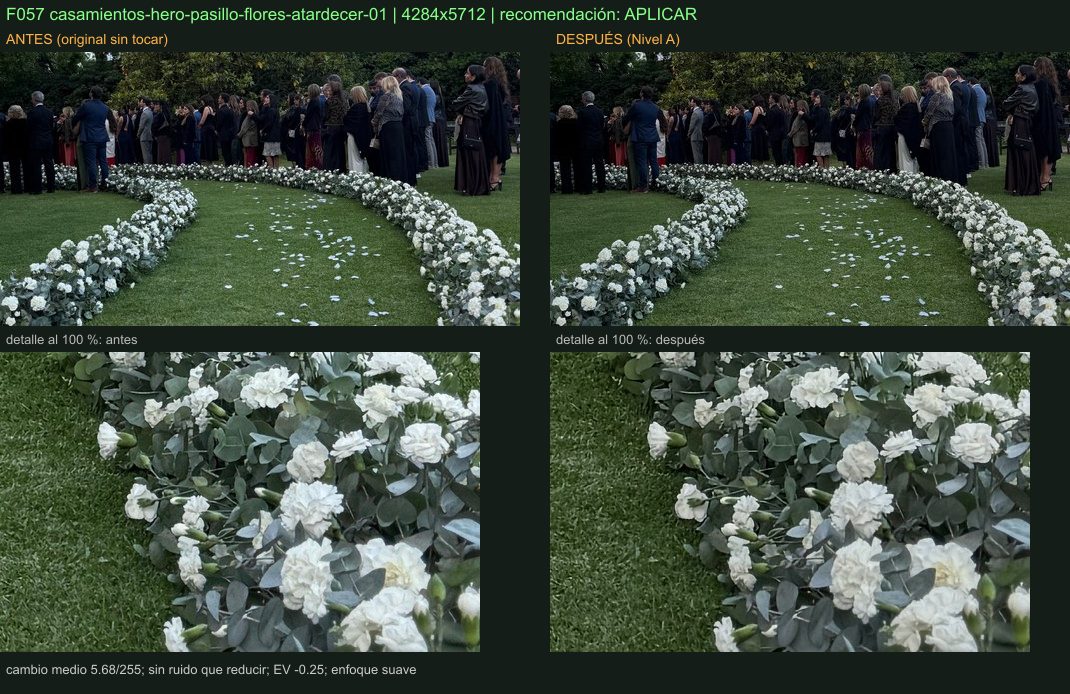 F057 casamientos-hero-pasillo-flores-atardecer-01 | 4284x5712 | recomendación: APLICAR
ANTES (original sin tocar)
DESPUÉS (Nivel A)
detalle al 100 %: antes
detalle al 100 %: después
cambio medio 5.68/255; sin ruido que reducir; EV -0.25; enfoque suave